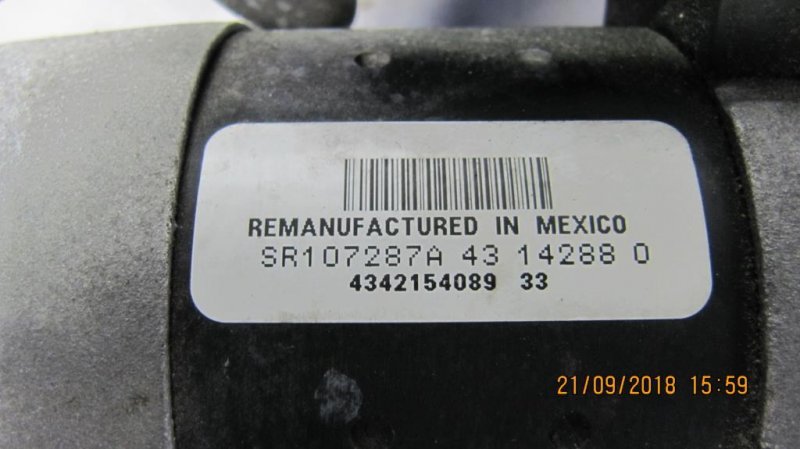 REMANUFACTURED IN MEXICO
SR107287A 43 14288 0
4342154089 33
21/09/2018 15:59